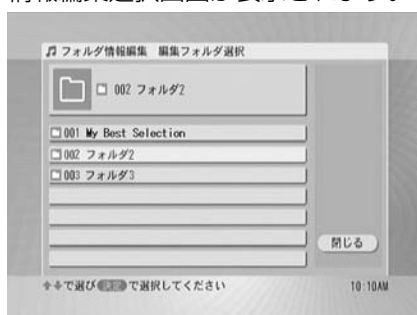 情報編集選択画面が表示されます。
フォルダ情報編集 編集フォルダ選択
002 フォルダ2
001 My Best Selection
002 フォルダ2
003 フォルダ3
閉じる
↑↓で選び 決定 で選択してください
10:10AM